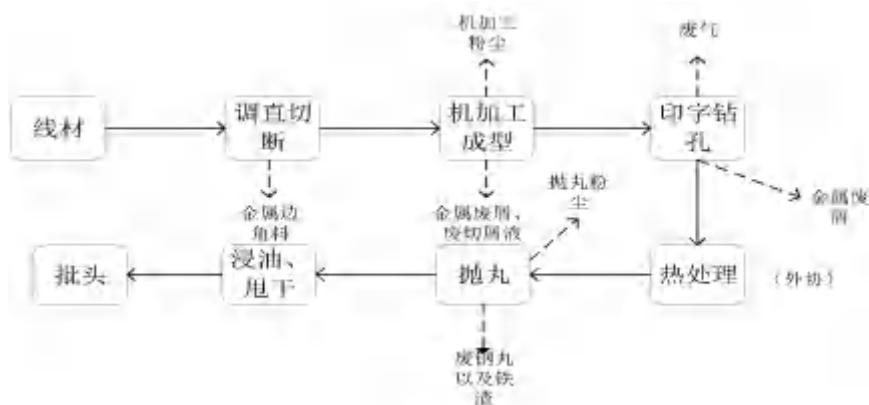 机加工
粉尘
废气
线材
调直切
断
机加工
成型
印字钻
孔
抛丸粉
尘
金属边
角料
金属废屑、
废切屑液
金属废
屑
批头
浸油、
甩干
抛丸
热处理
（外协）
废钢丸
以及铁
渣